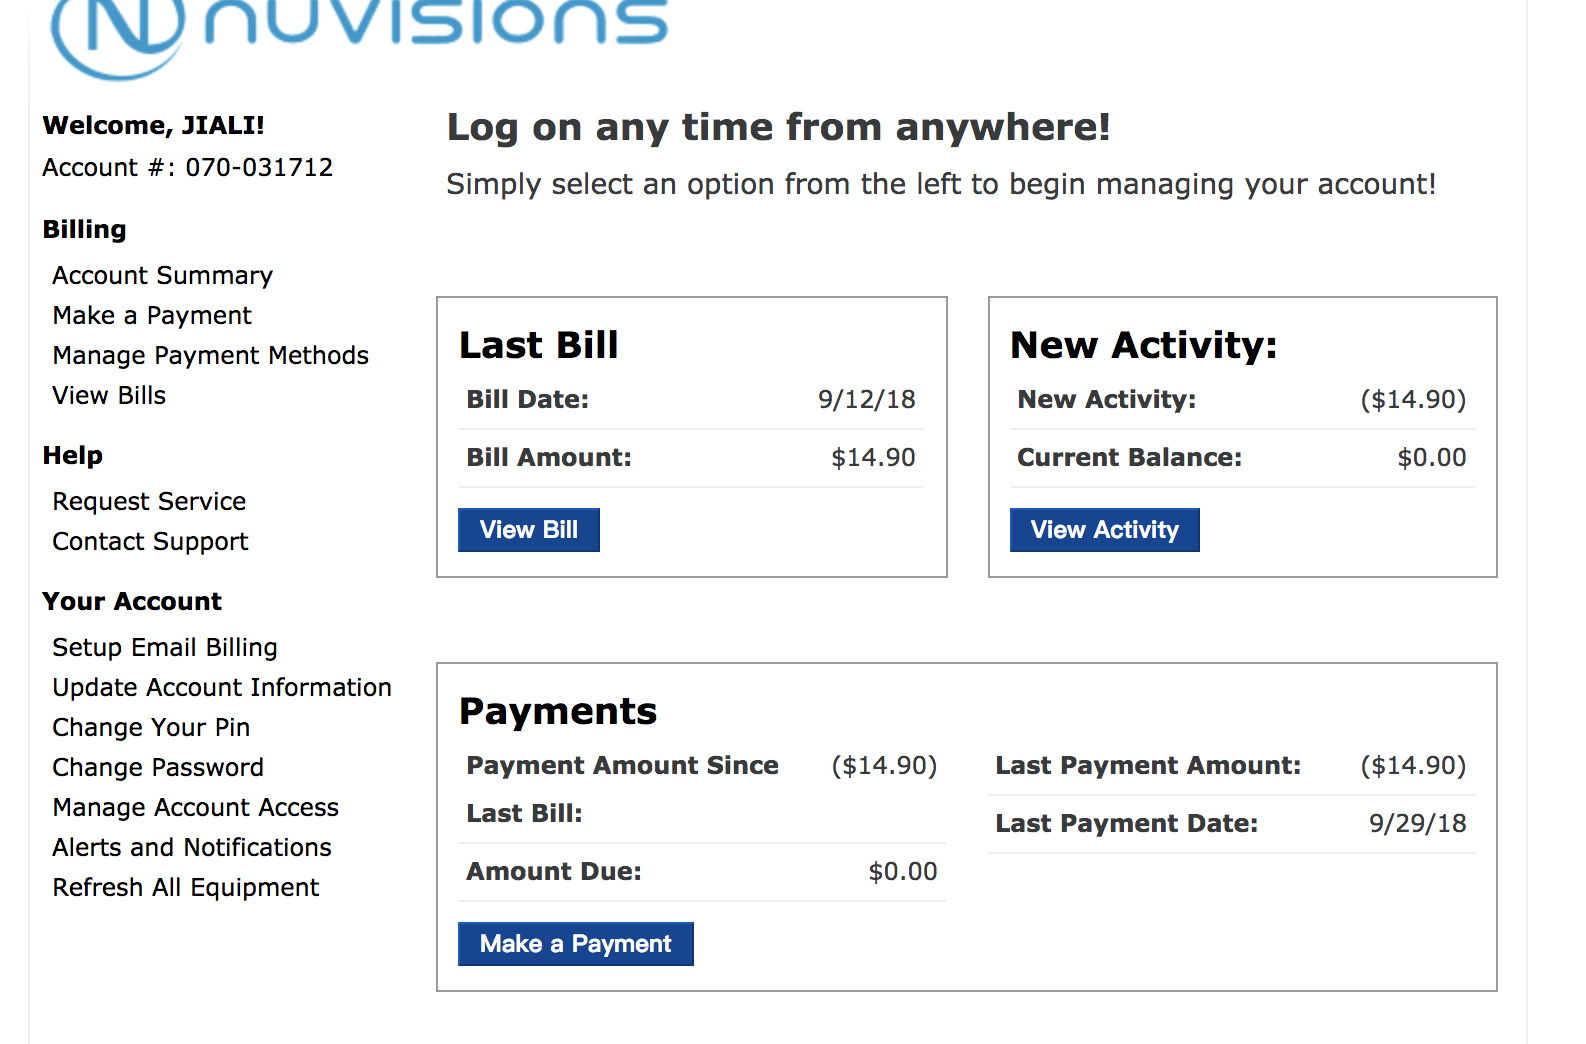 nuvisions
Welcome, JIALI!
Account #: 070-031712
Billing
Account Summary
Make a Payment
Manage Payment Methods
View Bills
Help
Request Service
Contact Support
Your Account
Setup Email Billing
Update Account Information
Change Your Pin
Change Password
Manage Account Access
Alerts and Notifications
Refresh All Equipment
Log on any time from anywhere!
Simply select an option from the left to begin managing your account!
Last Bill
Bill Date: 9/12/18
Bill Amount: $14.90
View Bill
New Activity:
New Activity: ($14.90)
Current Balance: $0.00
View Activity
Payments
Payment Amount Since ($14.90)
Last Bill:
Amount Due: $0.00
Make a Payment
Last Payment Amount: ($14.90)
Last Payment Date: 9/29/18